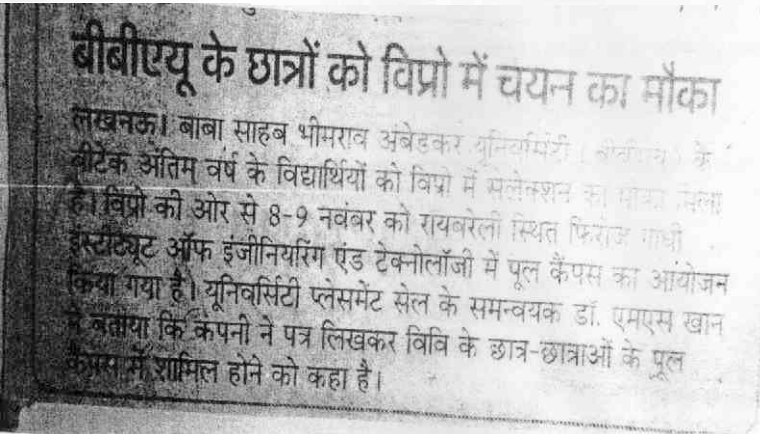 बीबीएयू के छात्रों को विप्रो में चयन का मौका
लखनऊ। बाबा साहब भीमराव अंबेडकर यूनिवर्सिटी (बीबीएयू) के
बीटेक अंतिम वर्ष के विद्यार्थियों को विप्रो में सेलेक्शन का मौका मिला
है। विप्रो की ओर से 8-9 नवंबर को रायबरेली स्थित फिरोज गांधी
इंस्टीट्यूट ऑफ इंजीनियरिंग एंड टेक्नोलॉजी में पूल कैंपस का आयोजन
किया गया है। यूनिवर्सिटी प्लेसमेंट सेल के समन्वयक डॉ. एमएस खान
ने बताया कि कंपनी ने पत्र लिखकर विवि के छात्र-छात्राओं के पूल
कैंपस में शामिल होने को कहा है।